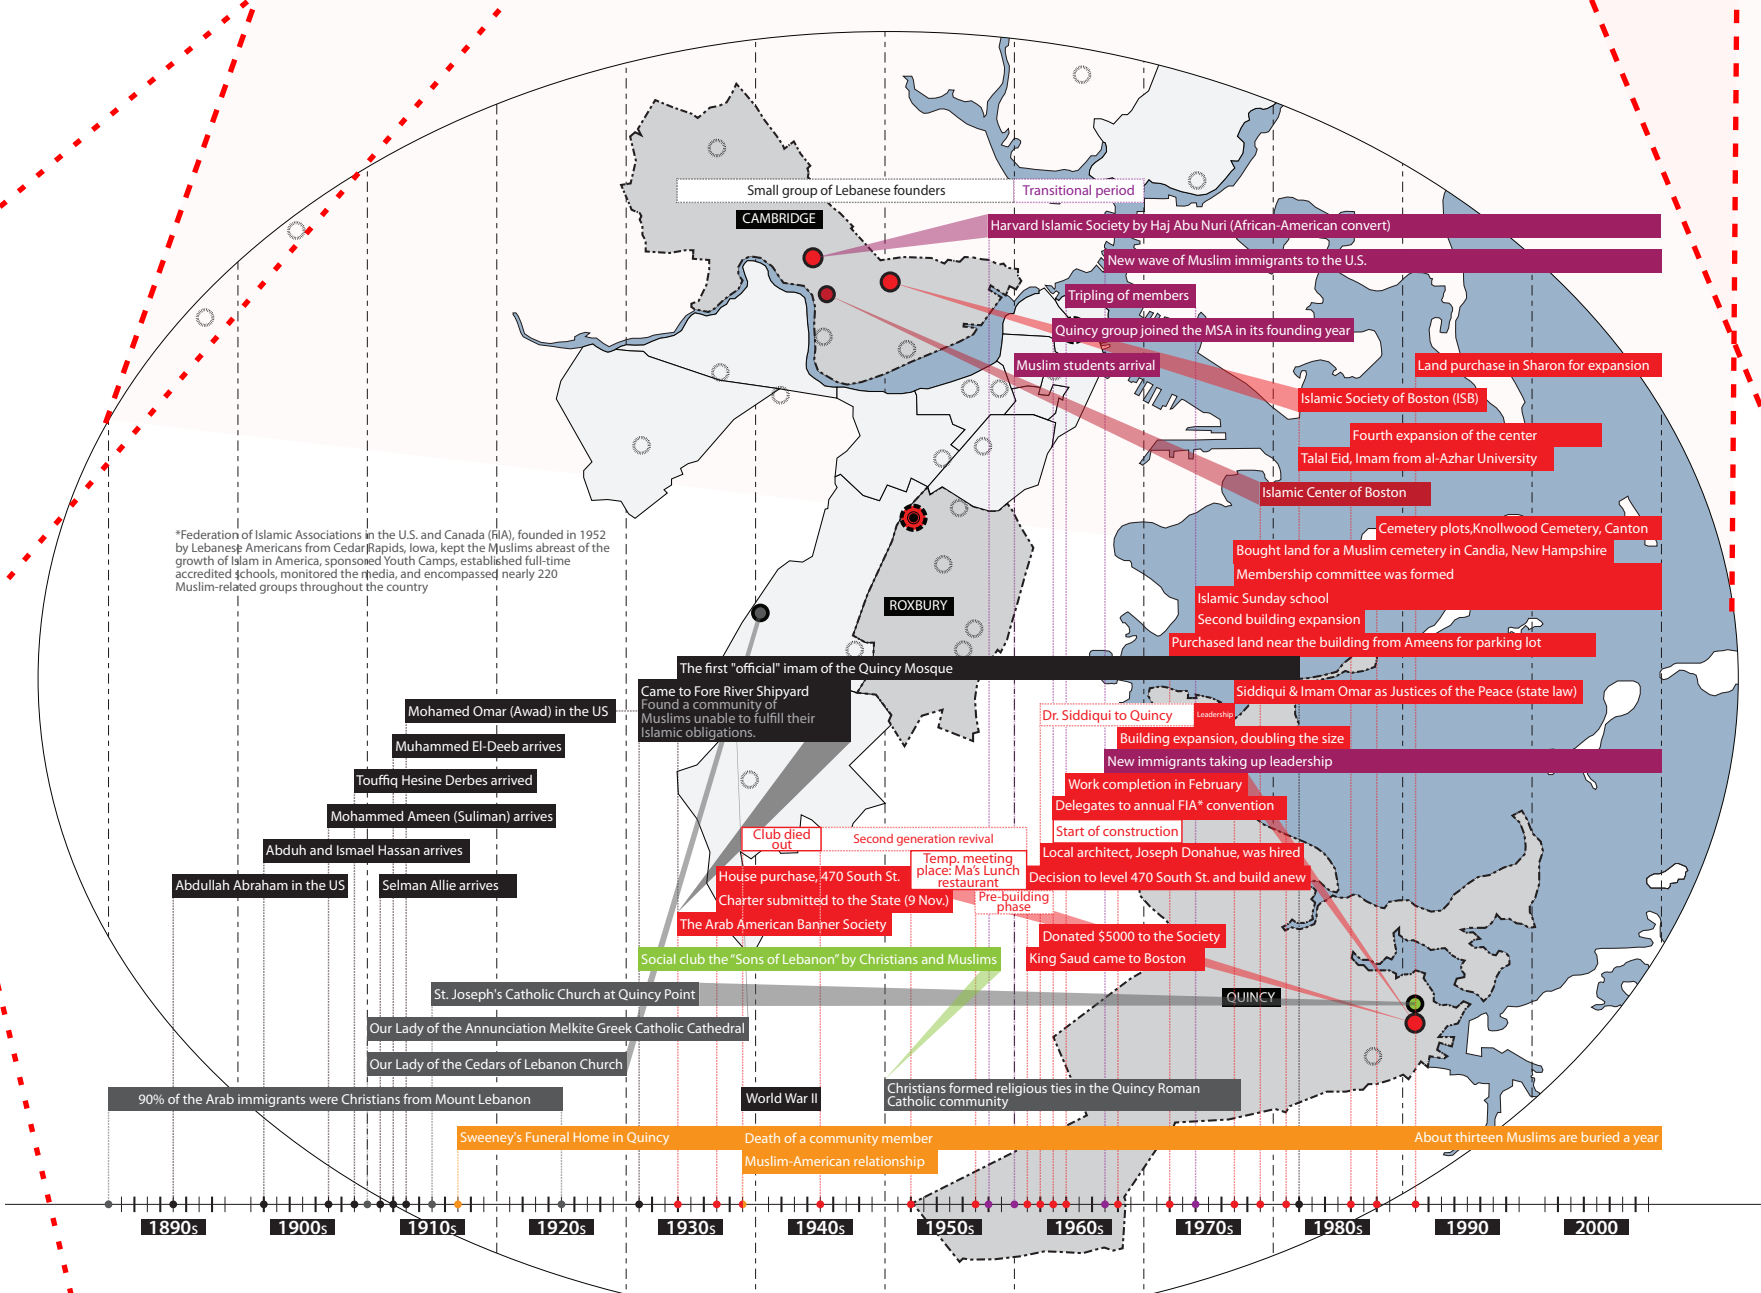 Small group of Lebanese founders
Transitional period
CAMBRIDGE
Harvard Islamic Society by Haj Abu Nuri (African-American convert)
New wave of Muslim immigrants to the U.S.
Tripling of members
Quincy group joined the MSA in its founding year
Muslim students arrival
Land purchase in Sharon for expansion
Islamic Society of Boston (ISB)
Fourth expansion of the center
Talal Eid, Imam from al-Azhar University
Islamic Center of Boston
Cemetery plots,Knollwood Cemetery, Canton
*Federation of Islamic Associations in the U.S. and Canada (FIA), founded in 1952
by Lebanese Americans from Cedar Rapids, Iowa, kept the Muslims abreast of the
growth of Islam in America, sponsored Youth Camps, established full-time
accredited schools, monitored the media, and encompassed nearly 220
Muslim-related groups throughout the country
Bought land for a Muslim cemetery in Candia, New Hampshire
Membership committee was formed
Islamic Sunday school
ROXBURY
Second building expansion
Purchased land near the building from Ameens for parking lot
The first "official" imam of the Quincy Mosque
Came to Fore River Shipyard
Found a community of
Muslims unable to fulfill their
Islamic obligations.
Siddiqui & Imam Omar as Justices of the Peace (state law)
Mohamed Omar (Awad) in the US
Dr. Siddiqui to Quincy
Leadership
Building expansion, doubling the size
Muhammed El-Deeb arrives
New immigrants taking up leadership
Touffiq Hesine Derbes arrived
Work completion in February
Delegates to annual FIA* convention
Mohammed Ameen (Suliman) arrives
Start of construction
Club died
out
Second generation revival
Abduh and Ismael Hassan arrives
Local architect, Joseph Donahue, was hired
Temp. meeting
place: Ma's Lunch
restaurant
House purchase, 470 South St.
Decision to level 470 South St. and build anew
Abdullah Abraham in the US
Selman Allie arrives
Charter submitted to the State (9 Nov.)
Pre-building
phase
The Arab American Banner Society
Donated $5000 to the Society
Social club the "Sons of Lebanon" by Christians and Muslims
King Saud came to Boston
St. Joseph's Catholic Church at Quincy Point
QUINCY
Our Lady of the Annunciation Melkite Greek Catholic Cathedral
Our Lady of the Cedars of Lebanon Church
90% of the Arab immigrants were Christians from Mount Lebanon
World War II
Christians formed religious ties in the Quincy Roman
Catholic community
Sweeney's Funeral Home in Quincy
Death of a community member
About thirteen Muslims are buried a year
Muslim-American relationship
1890s
1900s
1910s
1920s
1930s
1940s
1950s
1960s
1970s
1980s
1990
2000